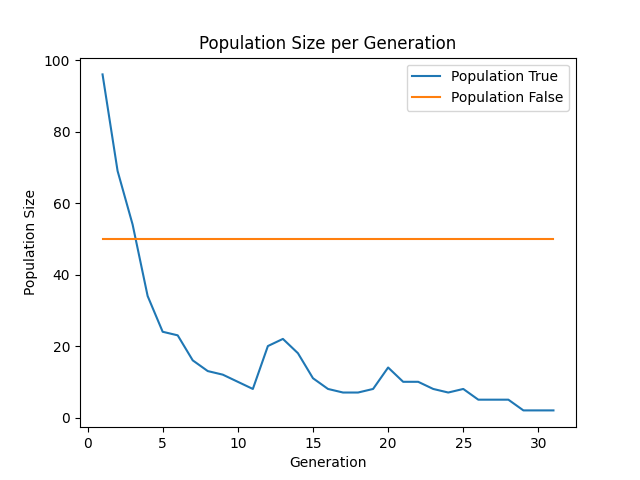 Population Size per Generation
Population True
Population False
Population Size
100
80
60
40
20
0
0 5 10 15 20 25 30
Generation